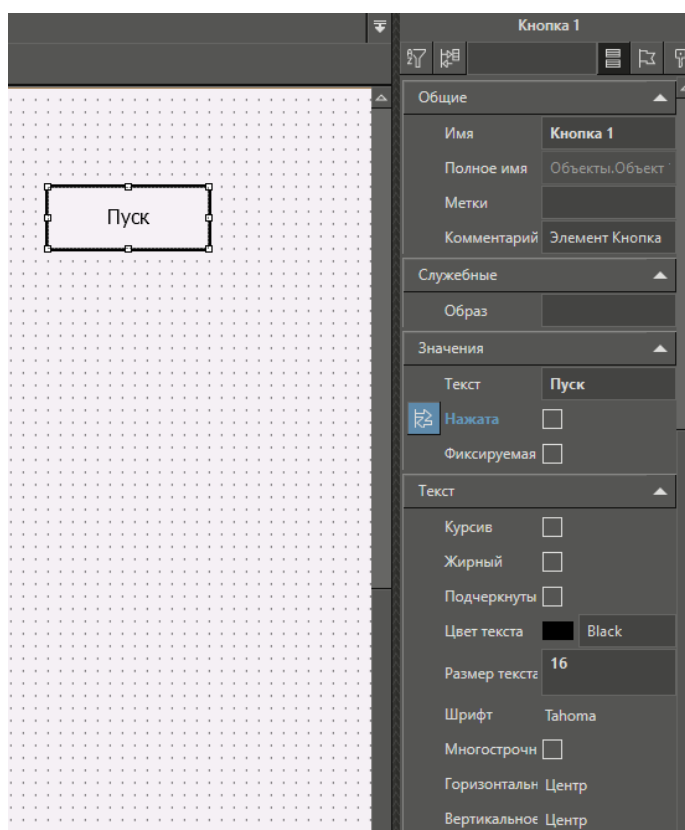 Кнопка 1
Общие
Имя Кнопка 1
Полное имя Объекты.Объект
Метки
Комментарий Элемент Кнопка
Служебные
Образ
Значения
Текст Пуск
Нажата
Фиксируемая
Текст
Курсив
Жирный
Подчеркнуты
Цвет текста Black
Размер текста 16
Шрифт Tahoma
Многострочн
Горизонтальн Центр
Вертикальное Центр
Пуск